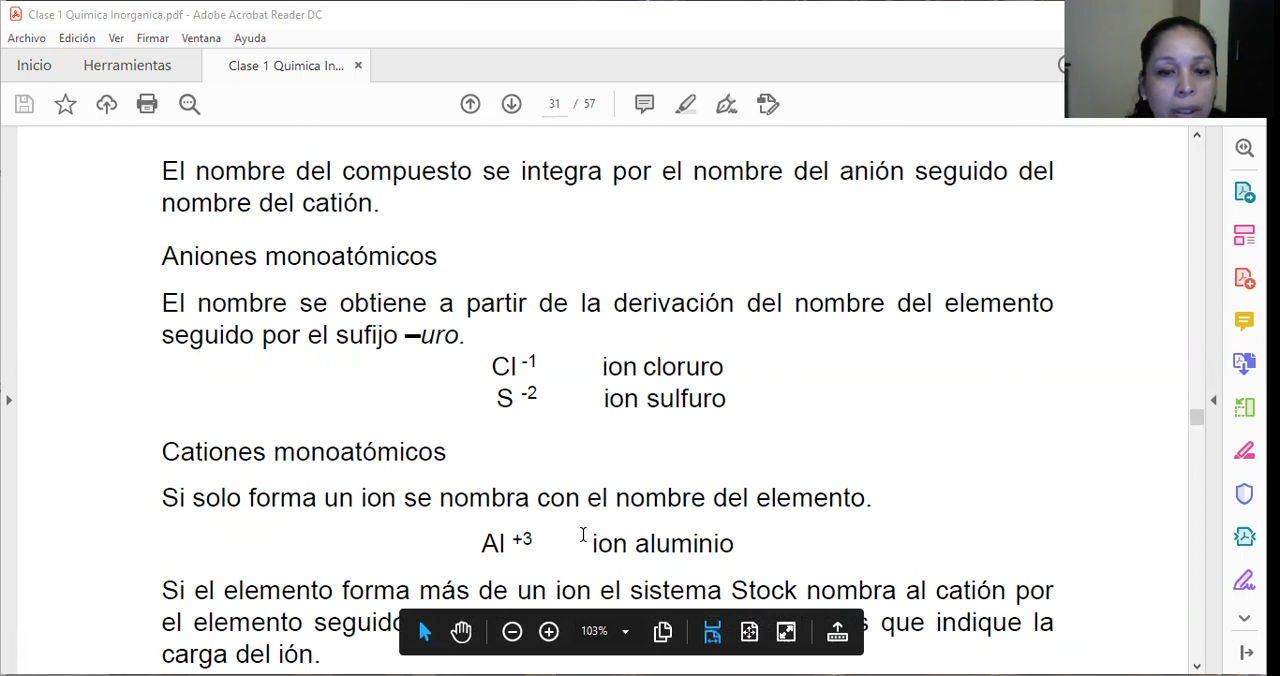 Clase 1 Quimica Inorganica.pdf - Adobe Acrobat Reader DC
Archivo Edición Ver Firmar Ventana Ayuda
Inicio Herramientas Clase 1 Quimica In... ×
31 / 57
El nombre del compuesto se integra por el nombre del anión seguido del
nombre del catión.
Aniones monoatómicos
El nombre se obtiene a partir de la derivación del nombre del elemento
seguido por el sufijo –uro.
Cl -1 ion cloruro
S -2 ion sulfuro
Cationes monoatómicos
Si solo forma un ion se nombra con el nombre del elemento.
Al +3 ion aluminio
Si el elemento forma más de un ion el sistema Stock nombra al catión por
el elemento seguido que indique la
103%
carga del ión.